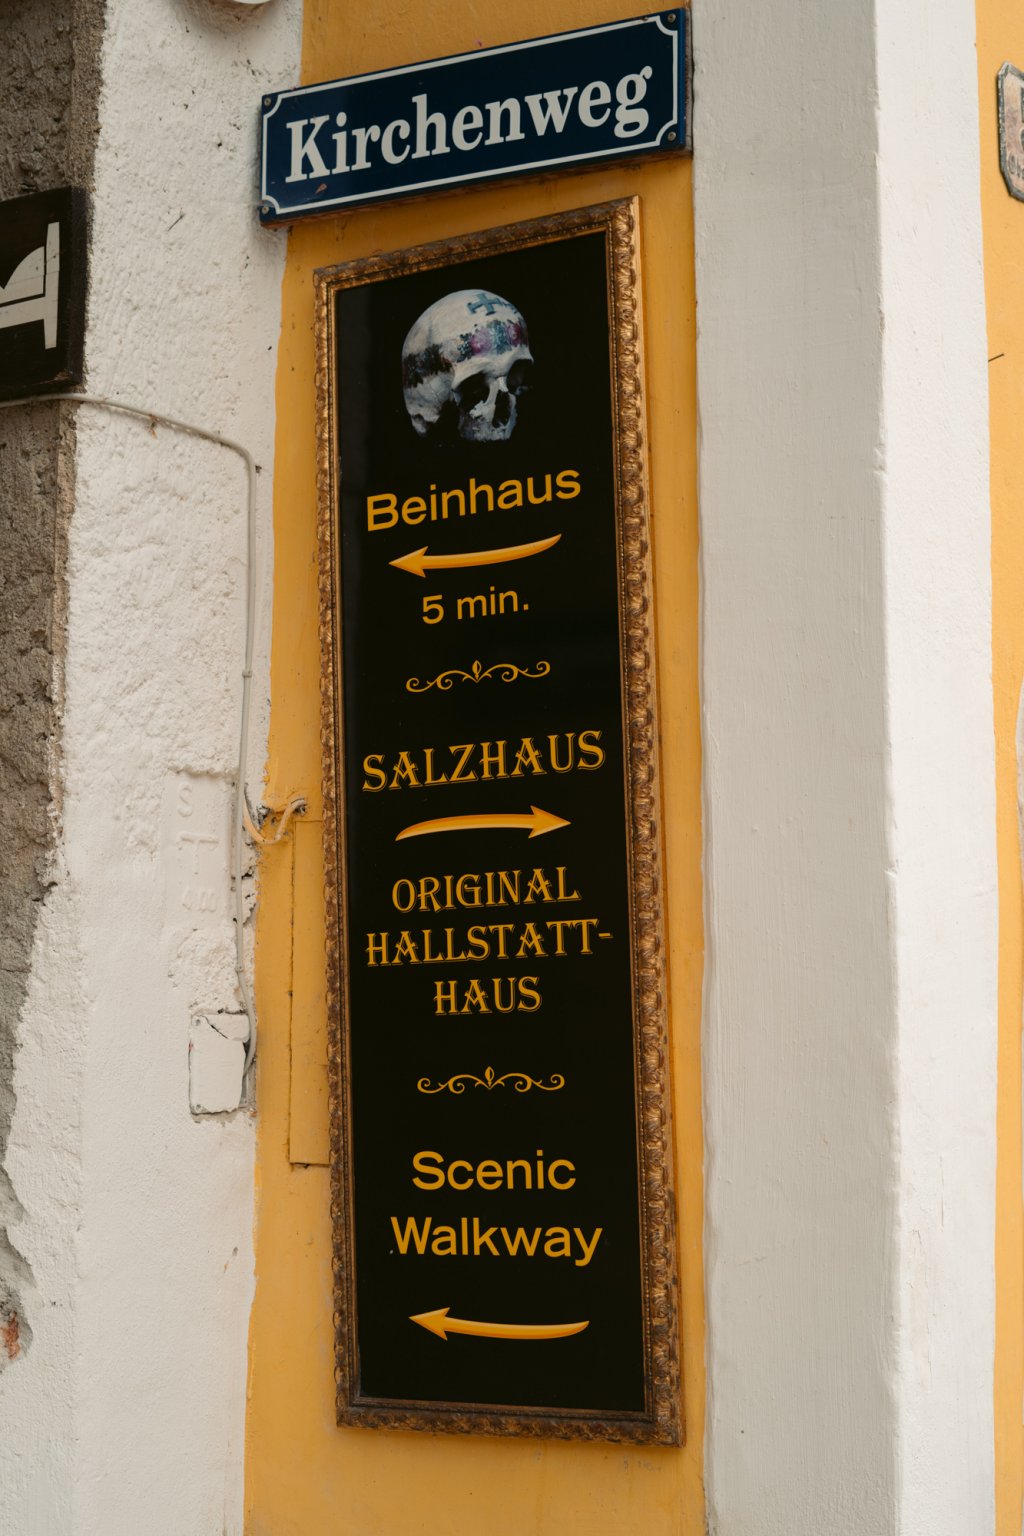 Kirchenweg
Beinhaus
5 min.
SALZHAUS
ORIGINAL
HALLSTATT-
HAUS
Scenic
Walkway